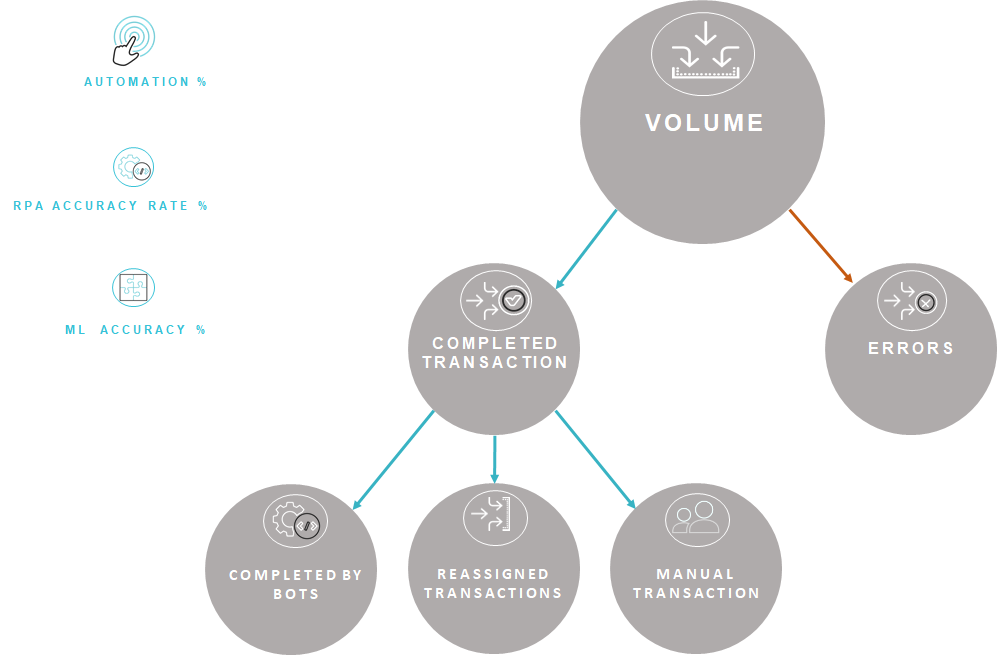 AUTOMATION %
RPA ACCURACY RATE %
ML ACCURACY %
VOLUME
COMPLETED
TRANSACTION
ERRORS
COMPLETED BY
BOTS
REASSIGNED
TRANSACTIONS
MANUAL
TRANSACTION